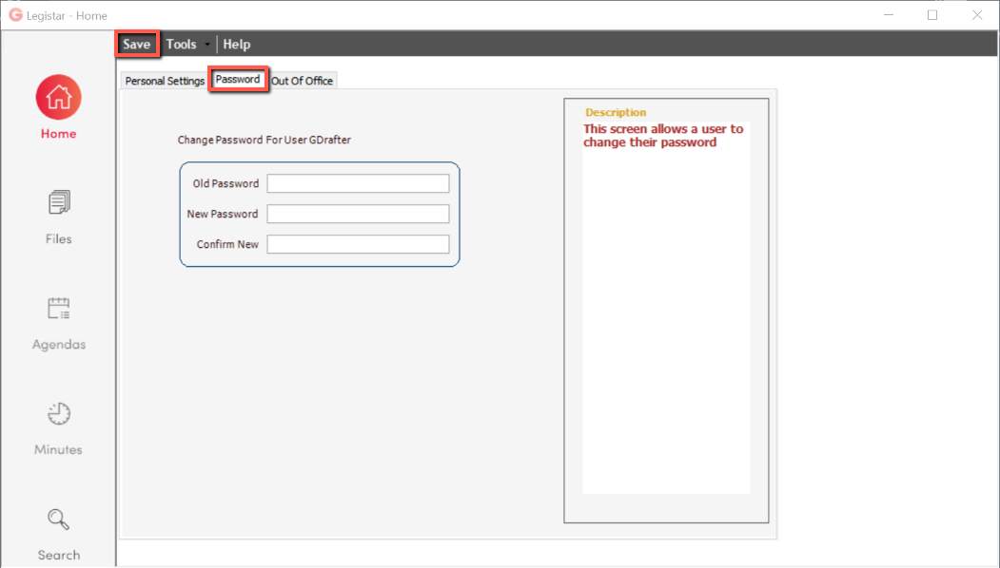 G Legistar - Home
Save Tools Help
Home
Files
Agendas
Minutes
Search
Personal Settings Password Out Of Office
Change Password For User GDrafter
Old Password
New Password
Confirm New
Description
This screen allows a user to
change their password